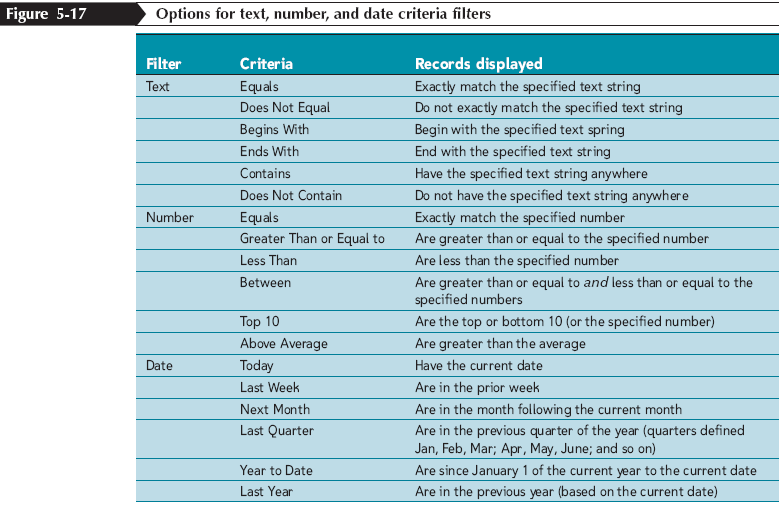 Figure 5-17 Options for text, number, and date criteria filters
Filter Criteria Records displayed
Text Equals Exactly match the specified text string
Does Not Equal Do not exactly match the specified text string
Begins With Begin with the specified text spring
Ends With End with the specified text string
Contains Have the specified text string anywhere
Does Not Contain Do not have the specified text string anywhere
Number Equals Exactly match the specified number
Greater Than or Equal to Are greater than or equal to the specified number
Less Than Are less than the specified number
Between Are greater than or equal to and less than or equal to the
specified numbers
Top 10 Are the top or bottom 10 (or the specified number)
Above Average Are greater than the average
Date Today Have the current date
Last Week Are in the prior week
Next Month Are in the month following the current month
Last Quarter Are in the previous quarter of the year (quarters defined
Jan, Feb, Mar; Apr, May, June; and so on)
Year to Date Are since January 1 of the current year to the current date
Last Year Are in the previous year (based on the current date)